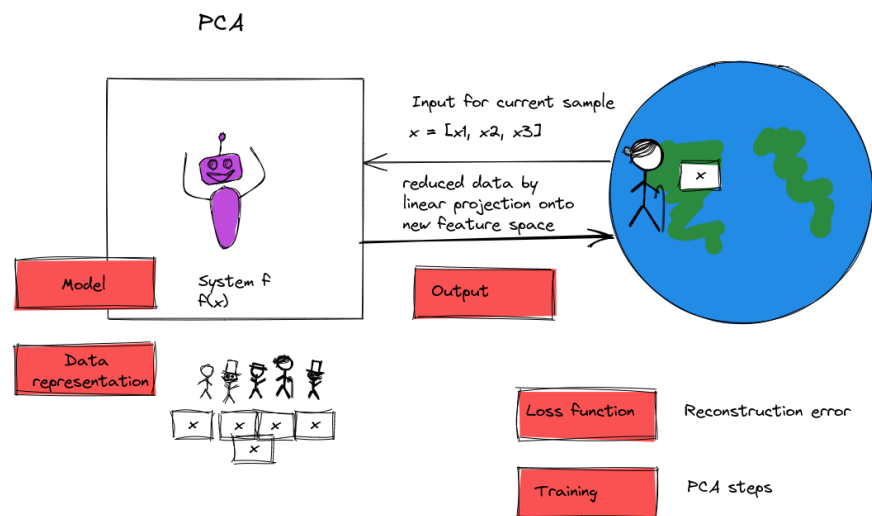 PCA
Input for current sample
x = [x1, x2, x3]
reduced data by
linear projection onto
new feature space
x
System f
f(x)
Model
Output
Data
representation
x
x
x
x
x
Loss function
Reconstruction error
Training
PCA steps